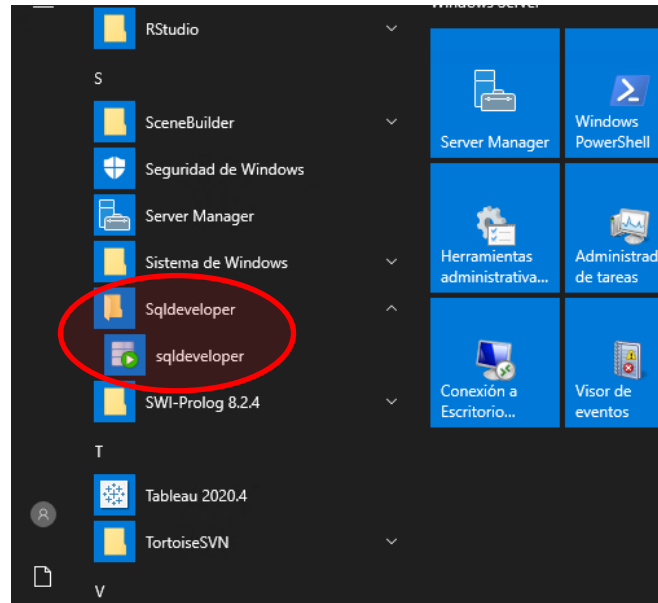 RStudio
S
SceneBuilder
Seguridad de Windows
Server Manager
Sistema de Windows
Sqldeveloper
sqldeveloper
SWI-Prolog 8.2.4
T
Tableau 2020.4
TortoiseSVN
V
Windows Server
Server Manager
Windows
PowerShell
Herramientas
administrativa...
Administrad
de tareas
Conexión a
Escritorio...
Visor de
eventos